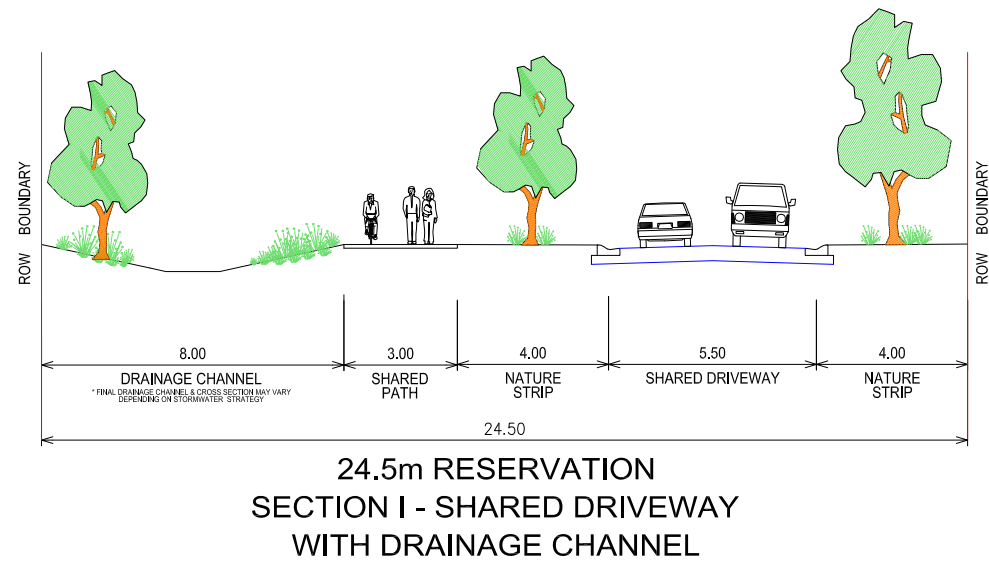 ROW BOUNDARY
ROW BOUNDARY
8.00
3.00
4.00
5.50
4.00
DRAINAGE CHANNEL
* FINAL DRAINAGE CHANNEL & CROSS SECTION MAY VARY
DEPENDING ON STORMWATER STRATEGY
SHARED
PATH
NATURE
STRIP
SHARED DRIVEWAY
NATURE
STRIP
24.50
24.5m RESERVATION
SECTION I - SHARED DRIVEWAY
WITH DRAINAGE CHANNEL